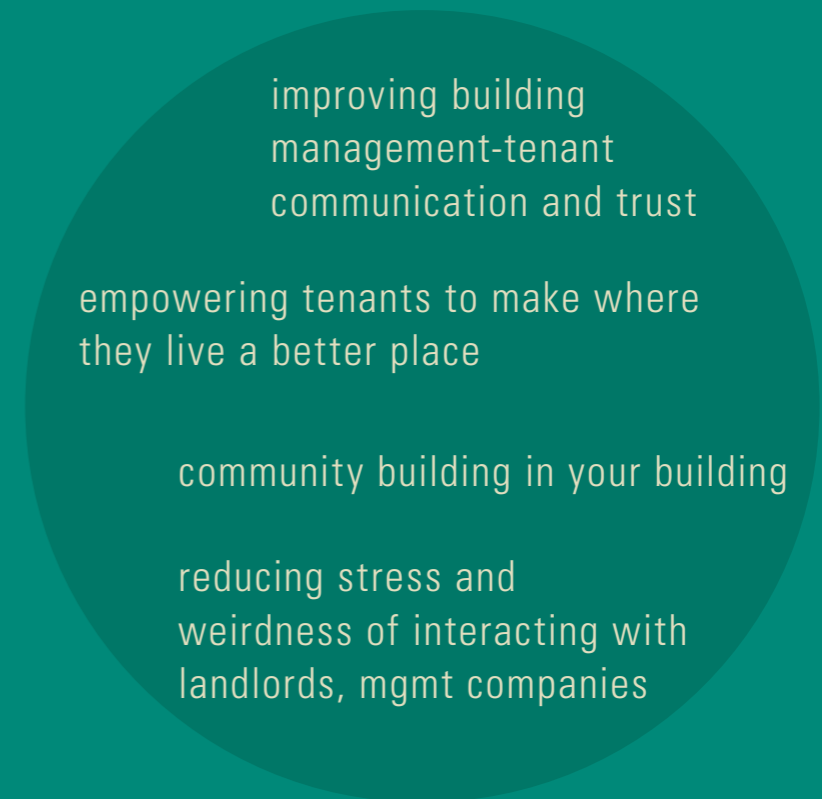 improving building
management-tenant
communication and trust
empowering tenants to make where
they live a better place
community building in your building
reducing stress and
weirdness of interacting with
landlords, mgmt companies